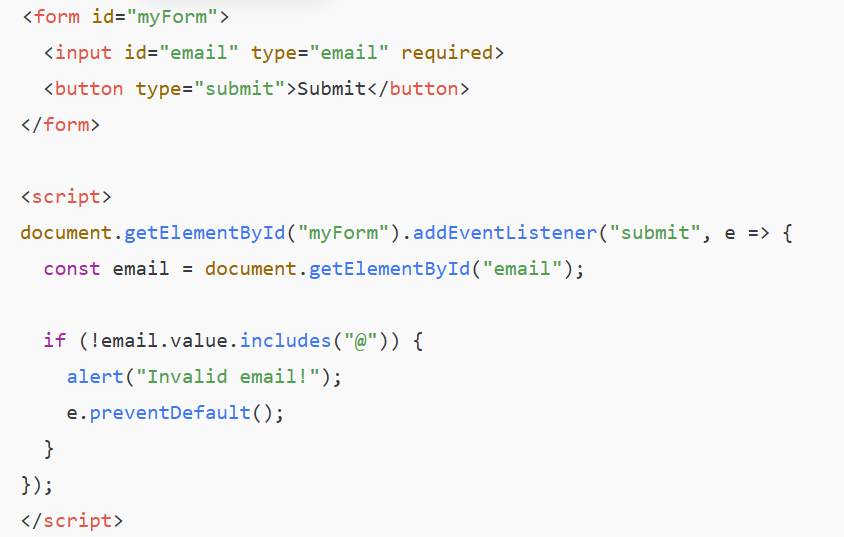 <form id="myForm">
<input id="email" type="email" required>
<button type="submit">Submit</button>
</form>
<script>
document.getElementById("myForm").addEventListener("submit", e => {
const email = document.getElementById("email");
if (!email.value.includes("@")) {
alert("Invalid email!");
e.preventDefault();
}
});
</script>